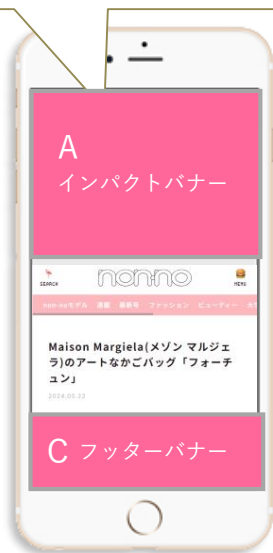 A
インパクトバナー
SEARCH
non-no
MENU
non-noモデル 連載 最新号 ファッション ビューティー
Maison Margiela(メゾン マルジェ
ラ)のアートなかごバッグ「フォーチ
ュン」
2024.05.22
C フッターバナー